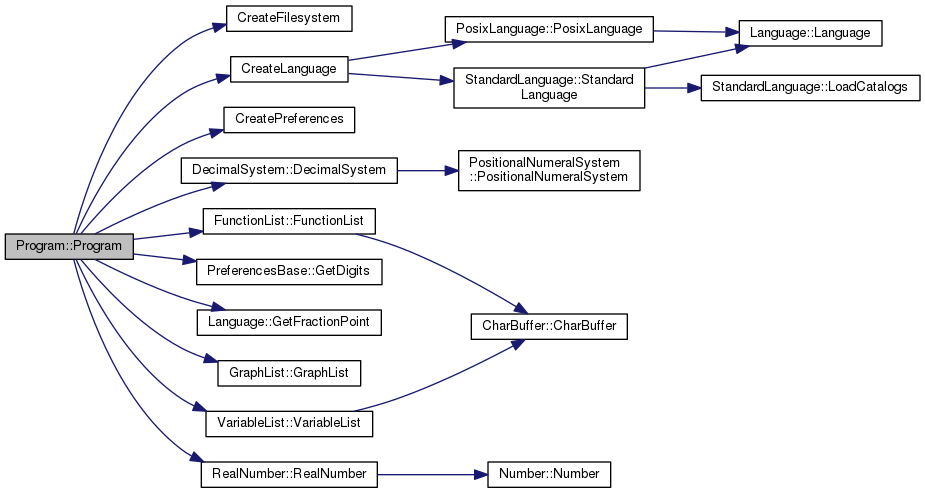 Program::Program
CreateFilesystem
CreateLanguage
CreatePreferences
DecimalSystem::DecimalSystem
FunctionList::FunctionList
PreferencesBase::GetDigits
Language::GetFractionPoint
GraphList::GraphList
VariableList::VariableList
RealNumber::RealNumber
PosixLanguage::PosixLanguage
StandardLanguage::Standard
Language
PositionalNumeralSystem
::PositionalNumeralSystem
CharBuffer::CharBuffer
Number::Number
Language::Language
StandardLanguage::LoadCatalogs